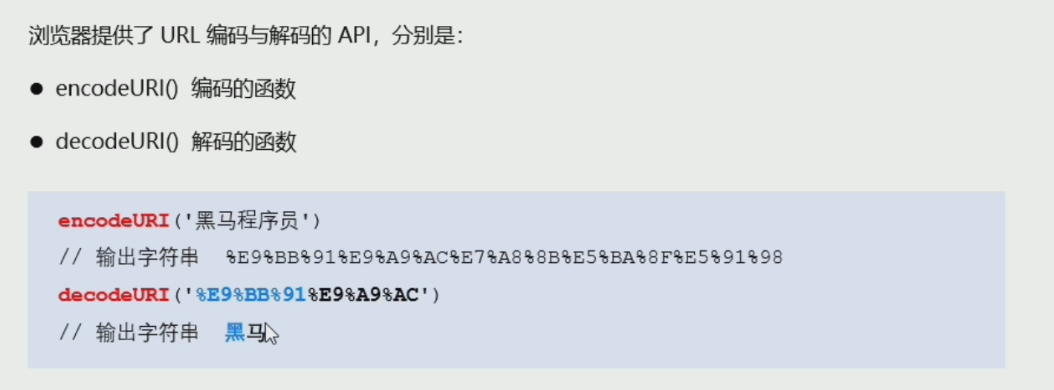 浏览器提供了 URL 编码与解码的 API，分别是：
● encodeURI() 编码的函数
● decodeURI() 解码的函数
encodeURI('黑马程序员')
// 输出字符串 %E9%BB%91%E9%A9%AC%E7%A8%8B%E5%BA%8F%E5%91%98
decodeURI('%E9%BB%91%E9%A9%AC')
// 输出字符串 黑马